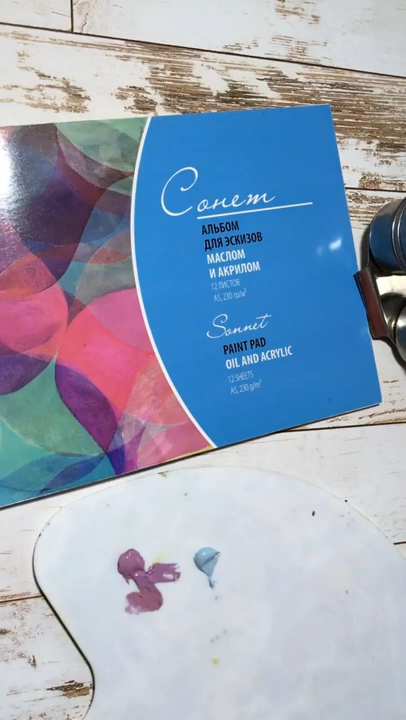 Сонет
АЛЬБОМ
ДЛЯ ЭСКИЗОВ
МАСЛОМ
И АКРИЛОМ
12 ЛИСТОВ
А5, 230 гр/м²
Sonnet
PAINT PAD
OIL AND ACRYLIC
12 SHEETS
A5, 230 g/m²